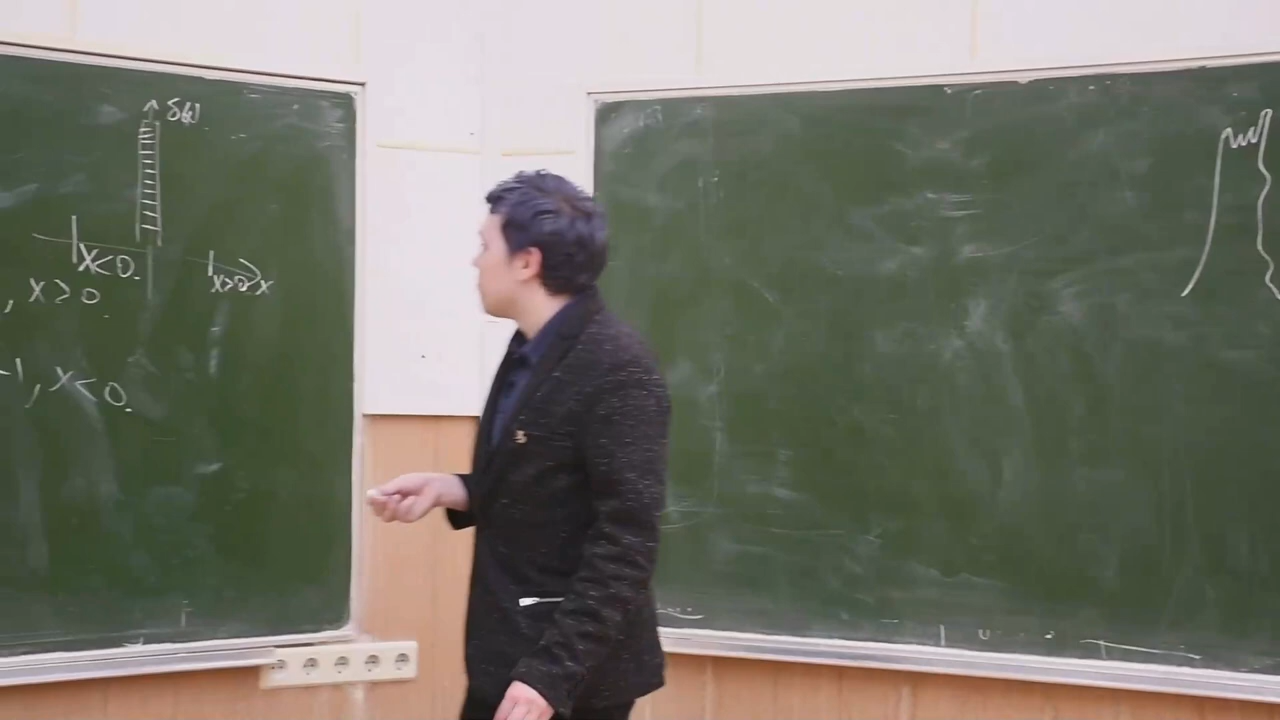 δ(x)
x<0.
x>0 x
, x>0.
-1, x<0.